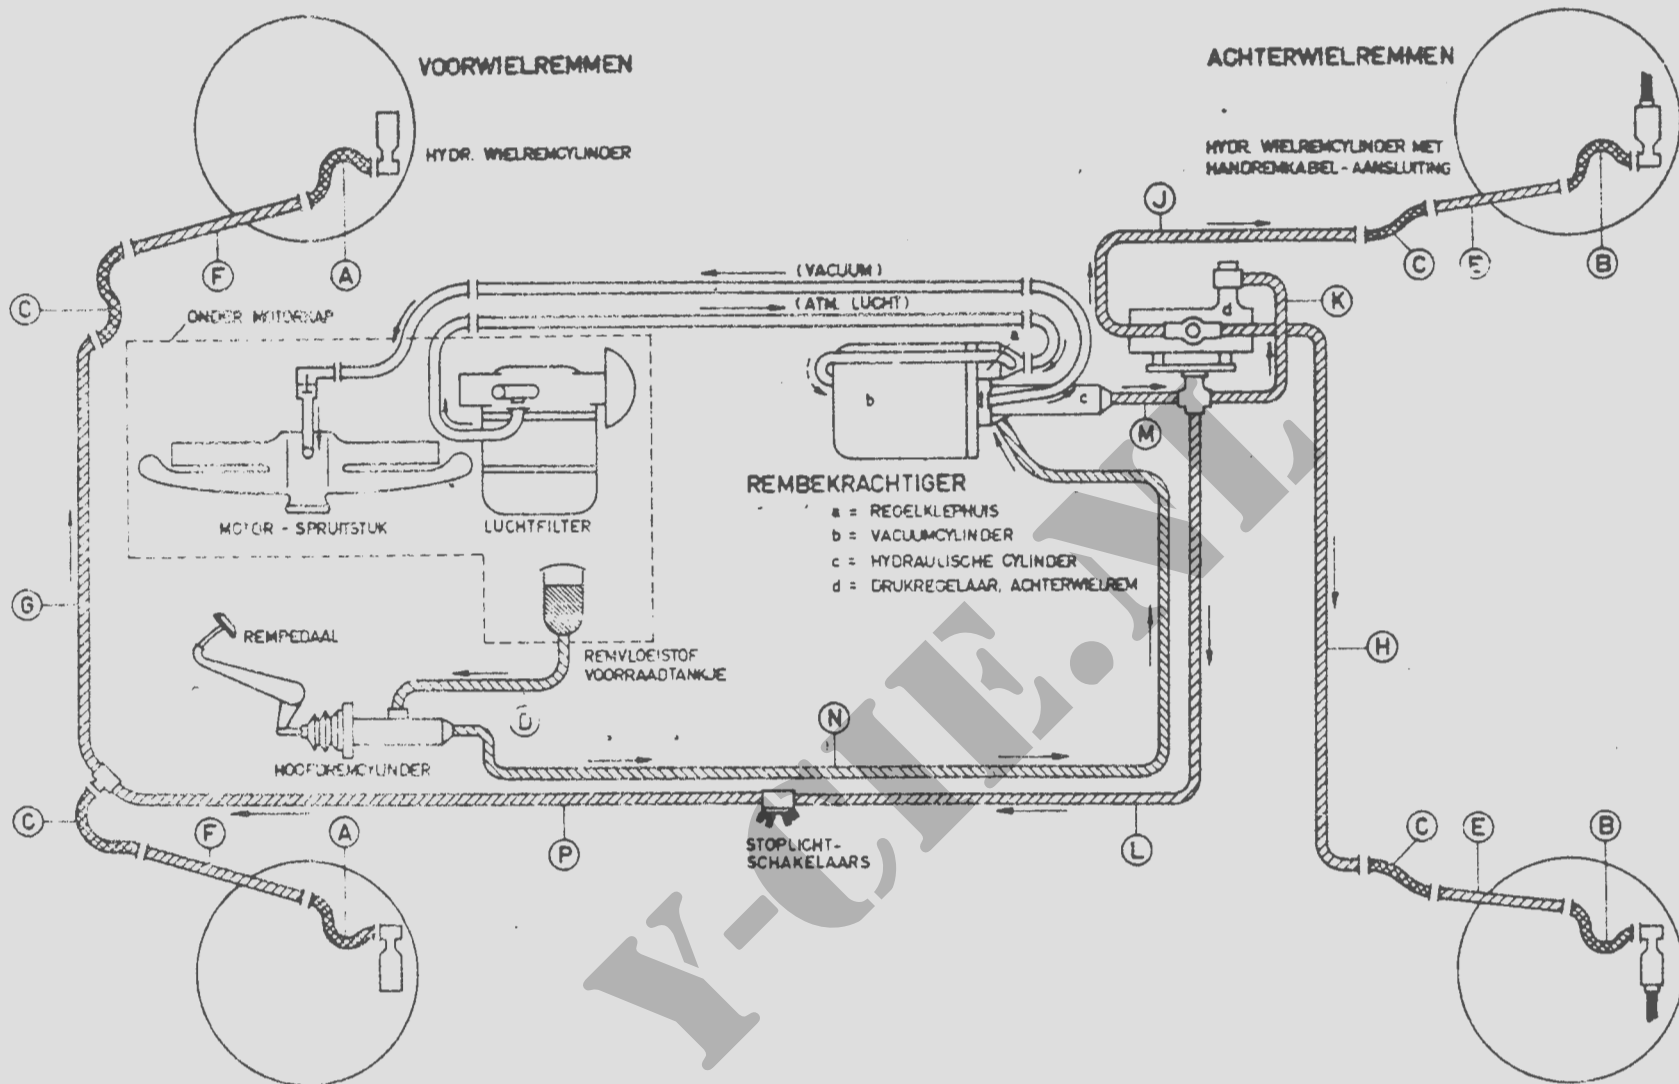 VOORWIELREMMEN
HYDR. WIELREMCYLINDER
ACHTERWIELREMMEN
HYDR. WIELREMCYLINDER MET
HANDREMKABEL-AANSLUITING
J
F
A
C
E
B
C
(VACUUM)
(ATM. LUCHT)
K
ONDER MOTORKAP
a
d
b
c
M
MOTOR - SPRUITSTUK
LUCHTFILTER
REMBEKRACHTIGER
a = REGELKLEPHUIS
b = VACUUMCYLINDER
c = HYDRAULISCHE CYLINDER
d = DRUKREGELAAR, ACHTERWIELREM
G
REMPEDAAL
REMVLOEISTOF
VOORRAADTANKJE
H
D
N
HOOFDREMCYLINDER
C
F
A
P
STOPLICHT-
SCHAKELAARS
L
C
E
B
Y-CIE.NL